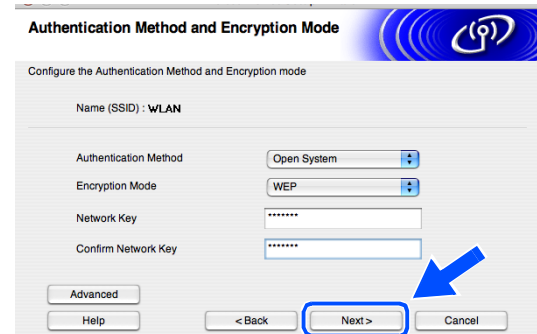 Authentication Method and Encryption Mode
Configure the Authentication Method and Encryption mode
Name (SSID) : WLAN
Authentication Method Open System
Encryption Mode WEP
Network Key *******
Confirm Network Key *******
Advanced
Help < Back Next > Cancel